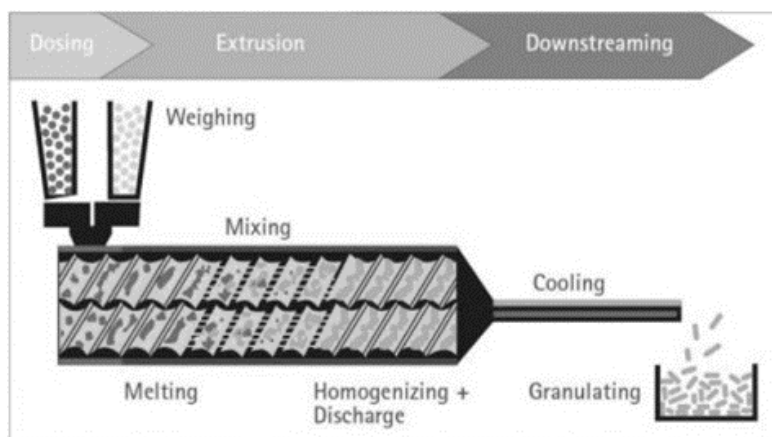 Dosing
Extrusion
Downstreaming
Weighing
Mixing
Cooling
Melting
Homogenizing +
Discharge
Granulating